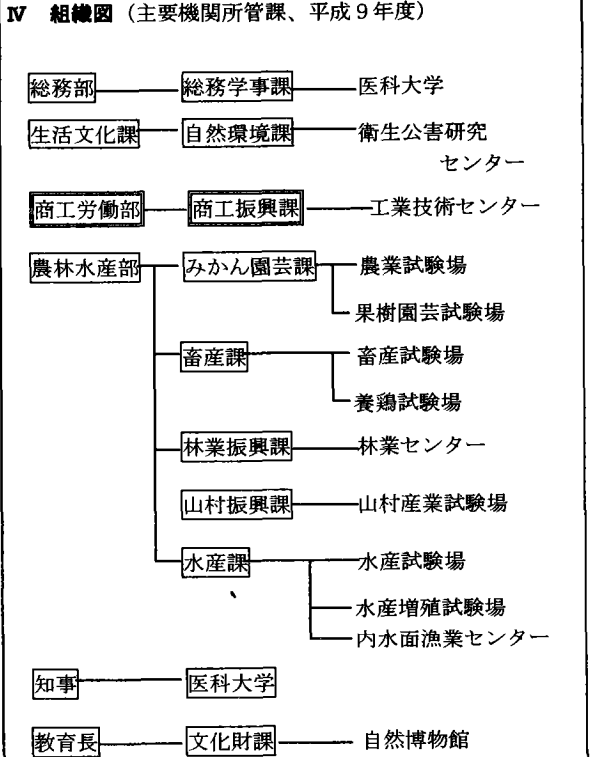 Ⅳ 組織図（主要機関所管課、平成９年度）
総務部 総務学事課 医科大学
生活文化課 自然環境課 衛生公害研究
センター
商工労働部 商工振興課 工業技術センター
農林水産部 みかん園芸課 農業試験場
果樹園芸試験場
畜産課 畜産試験場
養鶏試験場
林業振興課 林業センター
山村振興課 山村産業試験場
水産課 水産試験場
水産増殖試験場
内水面漁業センター
知事 医科大学
教育長 文化財課 自然博物館